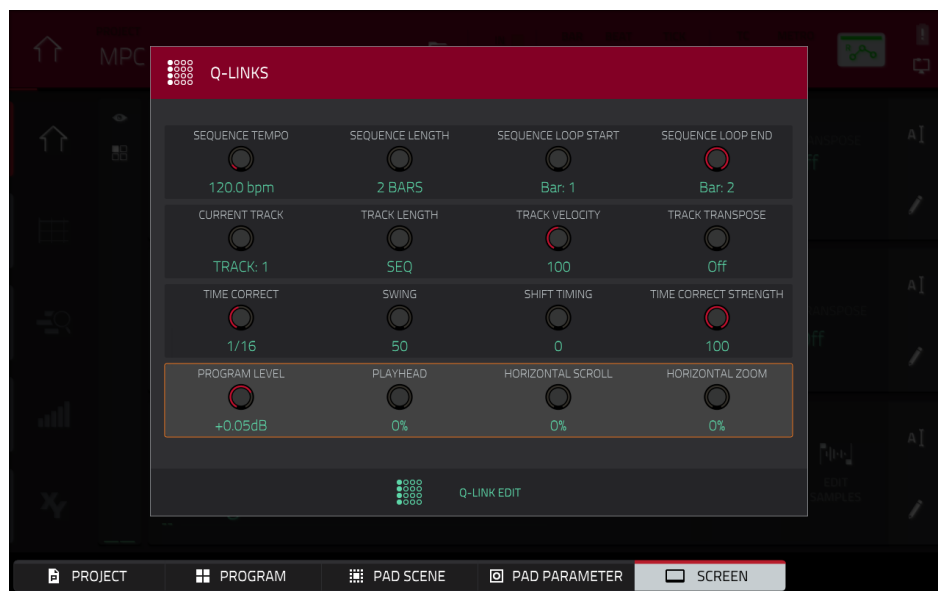 MPC
Q-LINKS
SEQUENCE TEMPO SEQUENCE LENGTH SEQUENCE LOOP START SEQUENCE LOOP END
120.0 bpm 2 BARS Bar: 1 Bar: 2
CURRENT TRACK TRACK LENGTH TRACK VELOCITY TRACK TRANSPOSE
TRACK: 1 SEQ 100 Off
TIME CORRECT SWING SHIFT TIMING TIME CORRECT STRENGTH
1/16 50 0 100
PROGRAM LEVEL PLAYHEAD HORIZONTAL SCROLL HORIZONTAL ZOOM
+0.05dB 0% 0% 0%
EDIT
SAMPLES
Q-LINK EDIT
PROJECT PROGRAM PAD SCENE PAD PARAMETER SCREEN